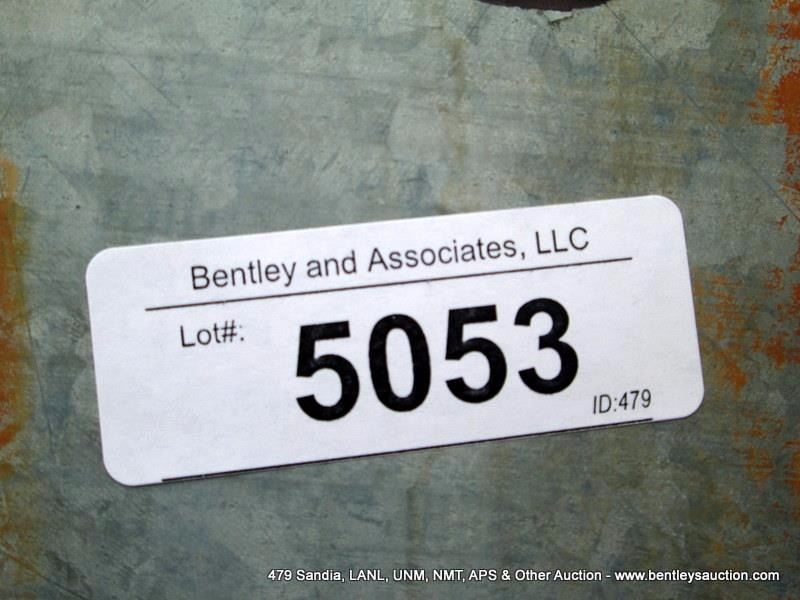 Bentley and Associates, LLC
Lot#: 5053
ID:479
479 Sandia, LANL, UNM, NMT, APS & Other Auction - www.bentleysauction.com